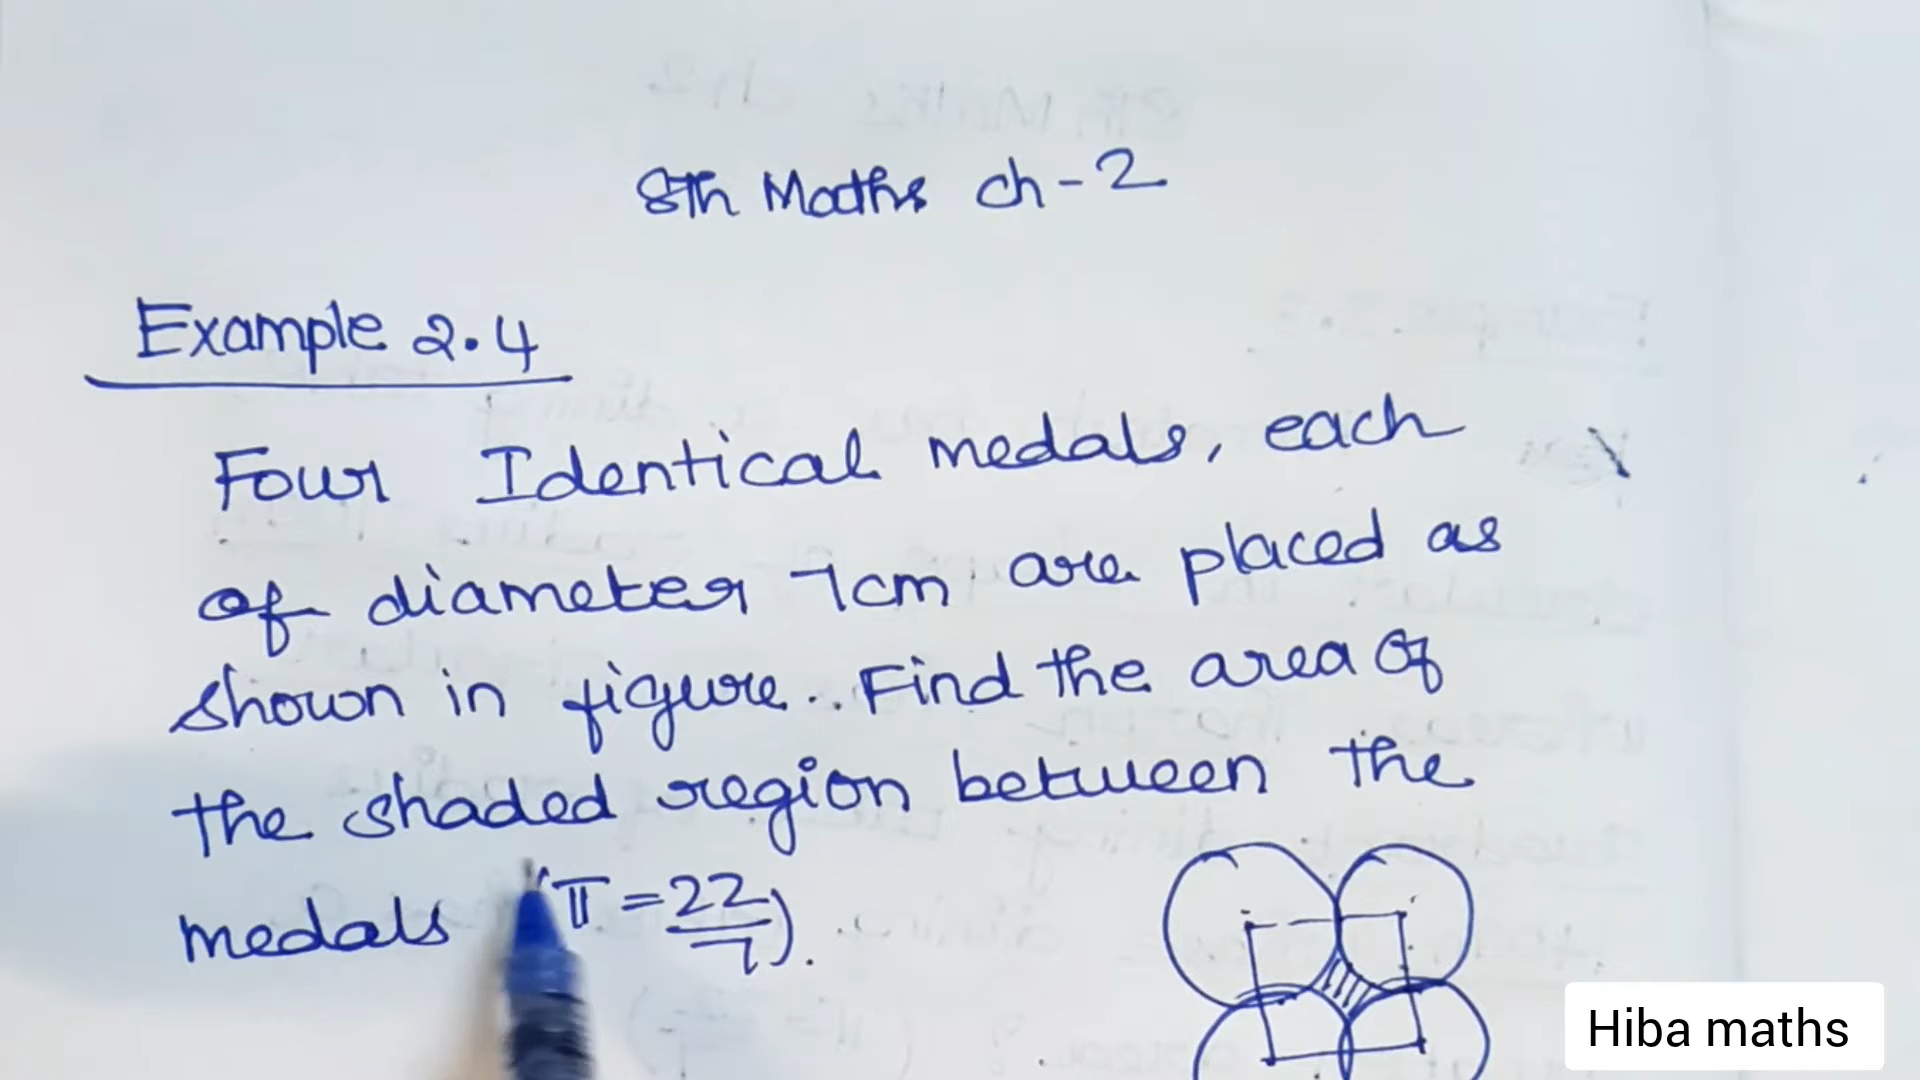 8th Maths ch-2
Example 2.4
Four Identical medals, each
of diameter 7cm are placed as
shown in figure.. Find the area of
the shaded region between the
medals (π = 22/7).
Hiba maths